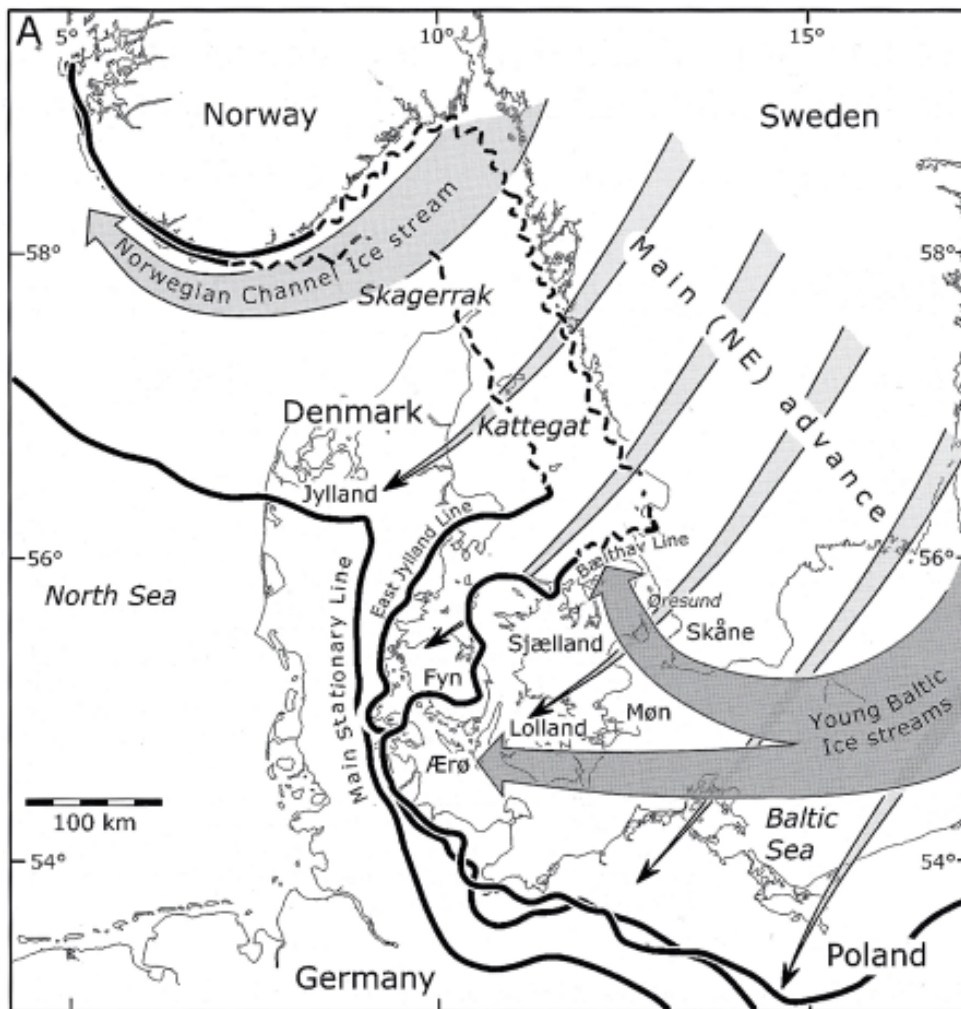 A
5°
10°
15°
Norway
Sweden
58°
58°
Norwegian Channel Ice stream
Skagerrak
Main (NE) advance
Denmark
Kattegat
Jylland
East Jylland Line
56°
56°
Bælthav Line
North Sea
Øresund
Sjælland
Skåne
Main Stationary Line
Fyn
Møn
Lolland
Young Baltic
Ice streams
Ærø
100 km
Baltic
Sea
54°
54°
Poland
Germany